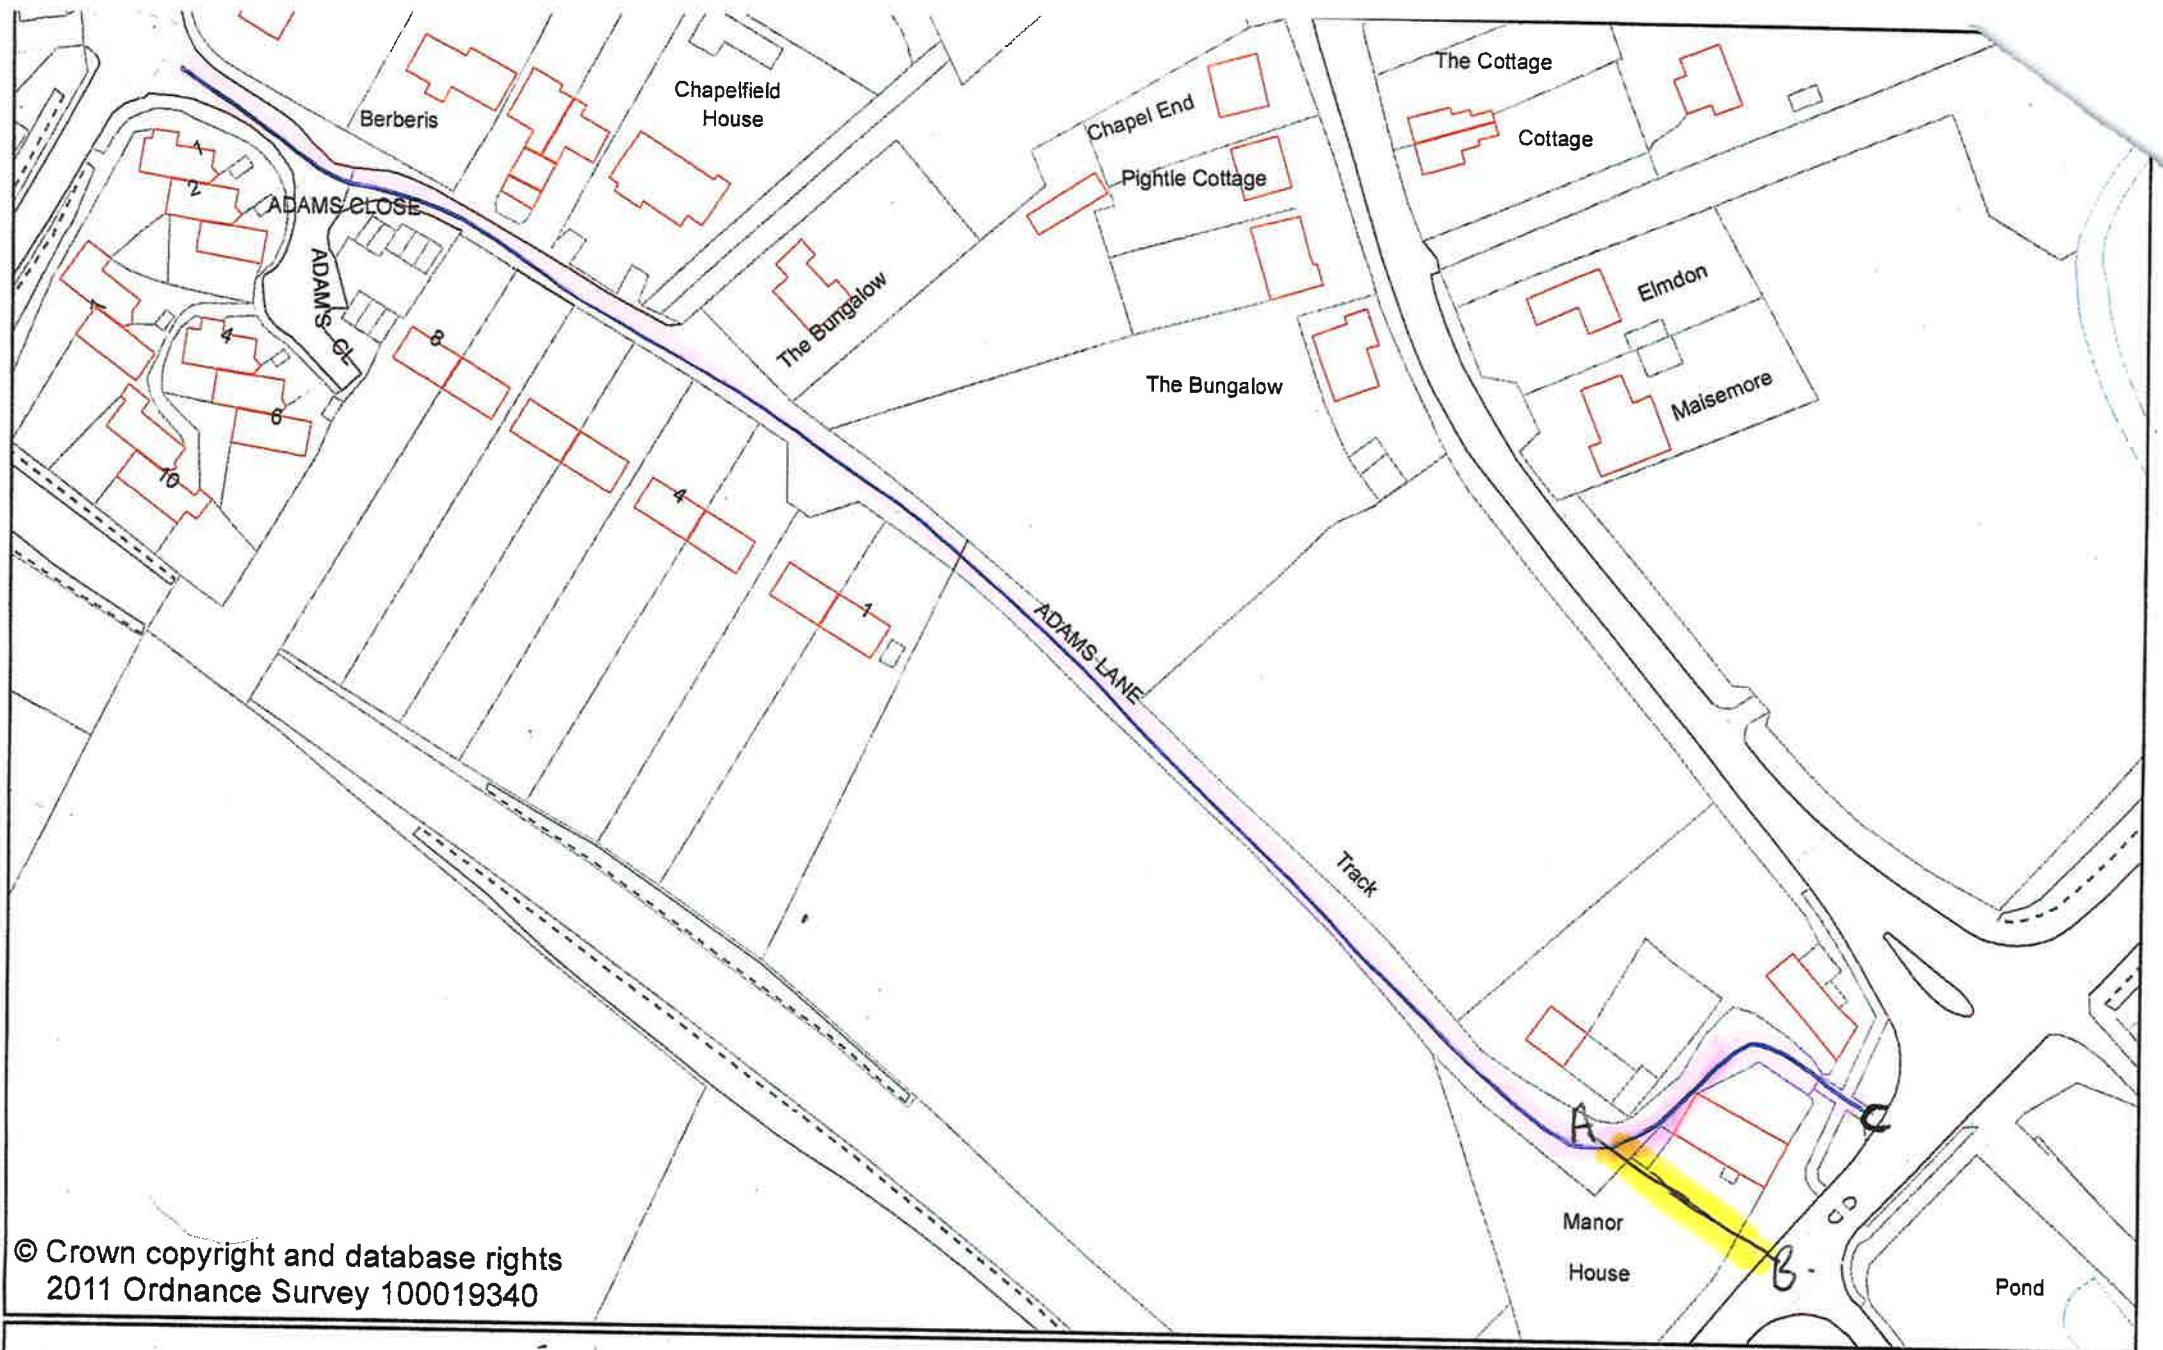 The Cottage
Chapelfield
House
Berberis
Chapel End
Cottage
1
Pightle Cottage
2
ADAMS CLOSE
ADAM'S CL
Elmdon
The Bungalow
1
4
8
The Bungalow
Maisemore
6
10
4
1
ADAMS LANE
Track
A
C
Manor
House
B
Pond
© Crown copyright and database rights
2011 Ordnance Survey 100019340